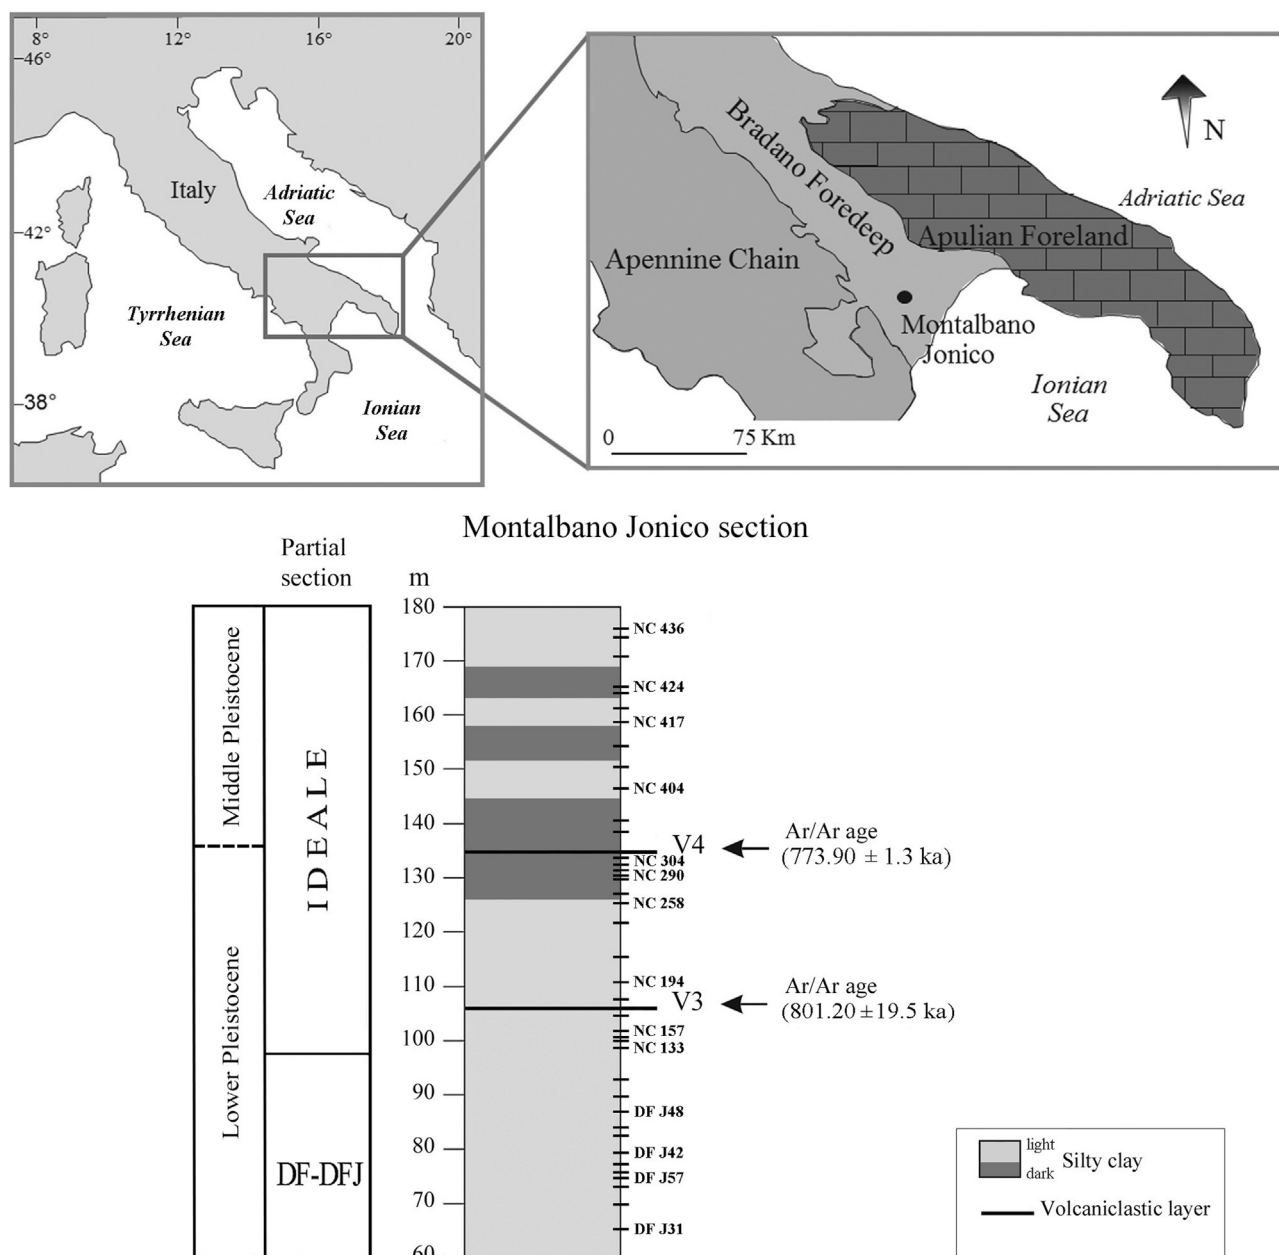 8°
12°
16°
20°
46°
42°
38°
Italy
Adriatic
Sea
Tyrrhenian
Sea
Ionian
Sea
Bradano Foredeep
Apennine Chain
Apulian Foreland
Adriatic Sea
N
Montalbano
Jonico
Ionian
Sea
0
75 Km
Montalbano Jonico section
Partial
section
m
180
170
160
150
140
130
120
110
100
90
80
70
60
Middle Pleistocene
Lower Pleistocene
IDEALE
DF-DFJ
NC 436
NC 424
NC 417
NC 404
V4
NC 304
NC 290
NC 258
NC 194
V3
NC 157
NC 133
DF J48
DF J42
DF J57
DF J31
Ar/Ar age
(773.90 ± 1.3 ka)
Ar/Ar age
(801.20 ±19.5 ka)
light
dark
Silty clay
Volcaniclastic layer